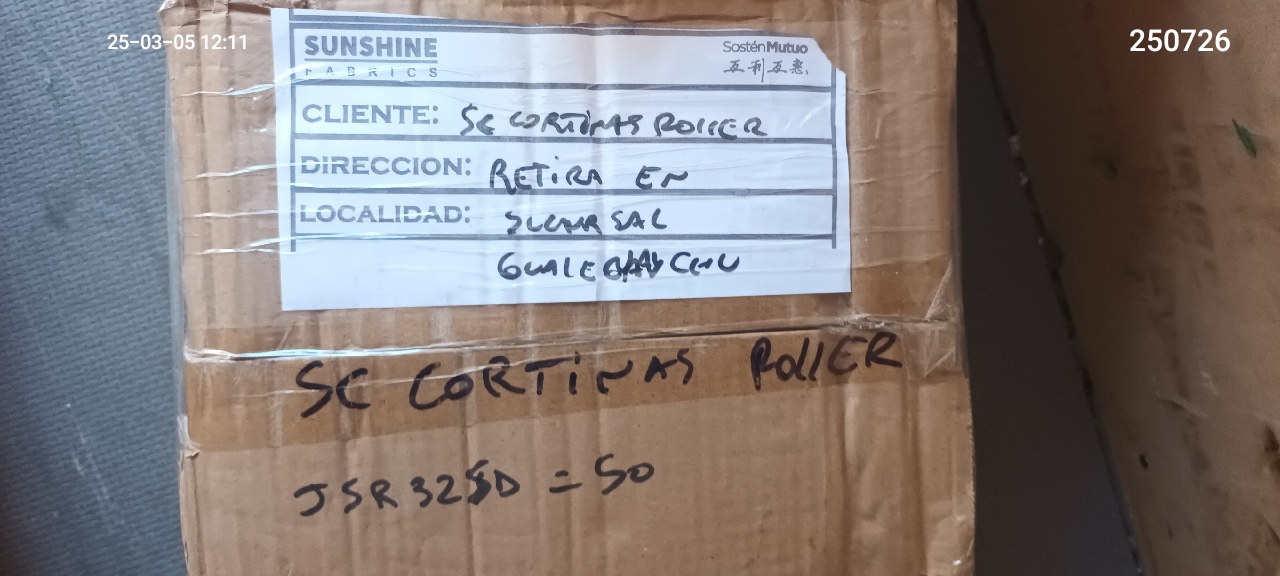 25-03-05 12:11
250726
SUNSHINE
FABRICS
SosténMutuo
互利互惠
CLIENTE: SC CORTINAS ROLLER
DIRECCION: RETIRA EN
LOCALIDAD: SUCURSAL
GUALEGUAYCHU
SC CORTINAS ROLLER
JSR32SD = 50